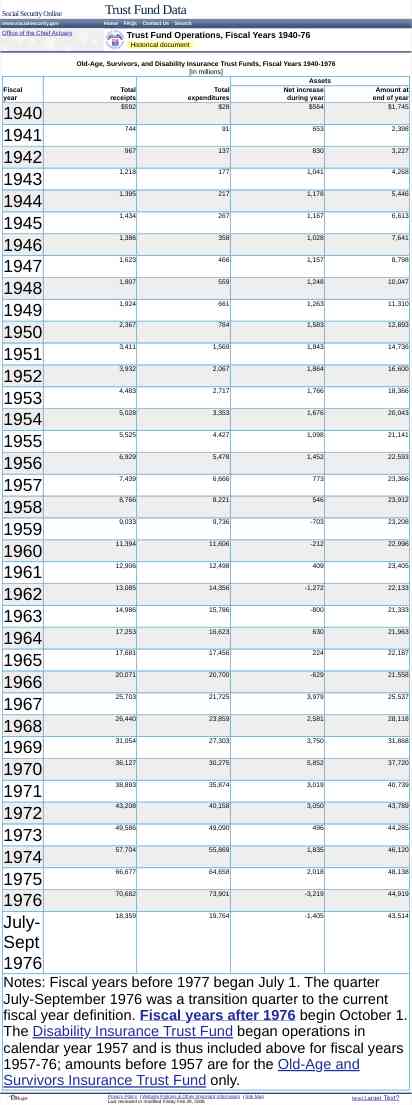 Social Security Online
Trust Fund Data
www.socialsecurity.gov Home FAQs Contact Us Search
Office of the Chief Actuary
Trust Fund Operations, Fiscal Years 1940-76
Historical document
Old-Age, Survivors, and Disability Insurance Trust Funds, Fiscal Years 1940-1976
[In millions]
Assets
Fiscal year Total receipts Total expenditures Net increase during year Amount at end of year
1940 $592 $28 $564 $1,745
1941 744 91 653 2,398
1942 967 137 830 3,227
1943 1,218 177 1,041 4,268
1944 1,395 217 1,178 5,446
1945 1,434 267 1,167 6,613
1946 1,386 358 1,028 7,641
1947 1,623 466 1,157 8,798
1948 1,807 559 1,248 10,047
1949 1,924 661 1,263 11,310
1950 2,367 784 1,583 12,893
1951 3,411 1,569 1,843 14,736
1952 3,932 2,067 1,864 16,600
1953 4,483 2,717 1,766 18,366
1954 5,028 3,353 1,676 20,043
1955 5,525 4,427 1,098 21,141
1956 6,929 5,478 1,452 22,593
1957 7,439 6,666 773 23,366
1958 8,766 8,221 546 23,912
1959 9,033 9,736 -703 23,208
1960 11,394 11,606 -212 22,996
1961 12,906 12,498 409 23,405
1962 13,085 14,356 -1,272 22,133
1963 14,986 15,786 -800 21,333
1964 17,253 16,623 630 21,963
1965 17,681 17,456 224 22,187
1966 20,071 20,700 -629 21,558
1967 25,703 21,725 3,979 25,537
1968 26,440 23,859 2,581 28,118
1969 31,054 27,303 3,750 31,868
1970 36,127 30,275 5,852 37,720
1971 38,893 35,874 3,019 40,739
1972 43,208 40,158 3,050 43,789
1973 49,586 49,090 496 44,285
1974 57,704 55,869 1,835 46,120
1975 66,677 64,658 2,018 48,138
1976 70,682 73,901 -3,219 44,919
July-Sept 1976 18,359 19,764 -1,405 43,514
Notes: Fiscal years before 1977 began July 1. The quarter
July-September 1976 was a transition quarter to the current
fiscal year definition. Fiscal years after 1976 begin October 1.
The Disability Insurance Trust Fund began operations in
calendar year 1957 and is thus included above for fiscal years
1957-76; amounts before 1957 are for the Old-Age and
Survivors Insurance Trust Fund only.
Privacy Policy | Website Policies & Other Important Information | Site Map
Need Larger Text?